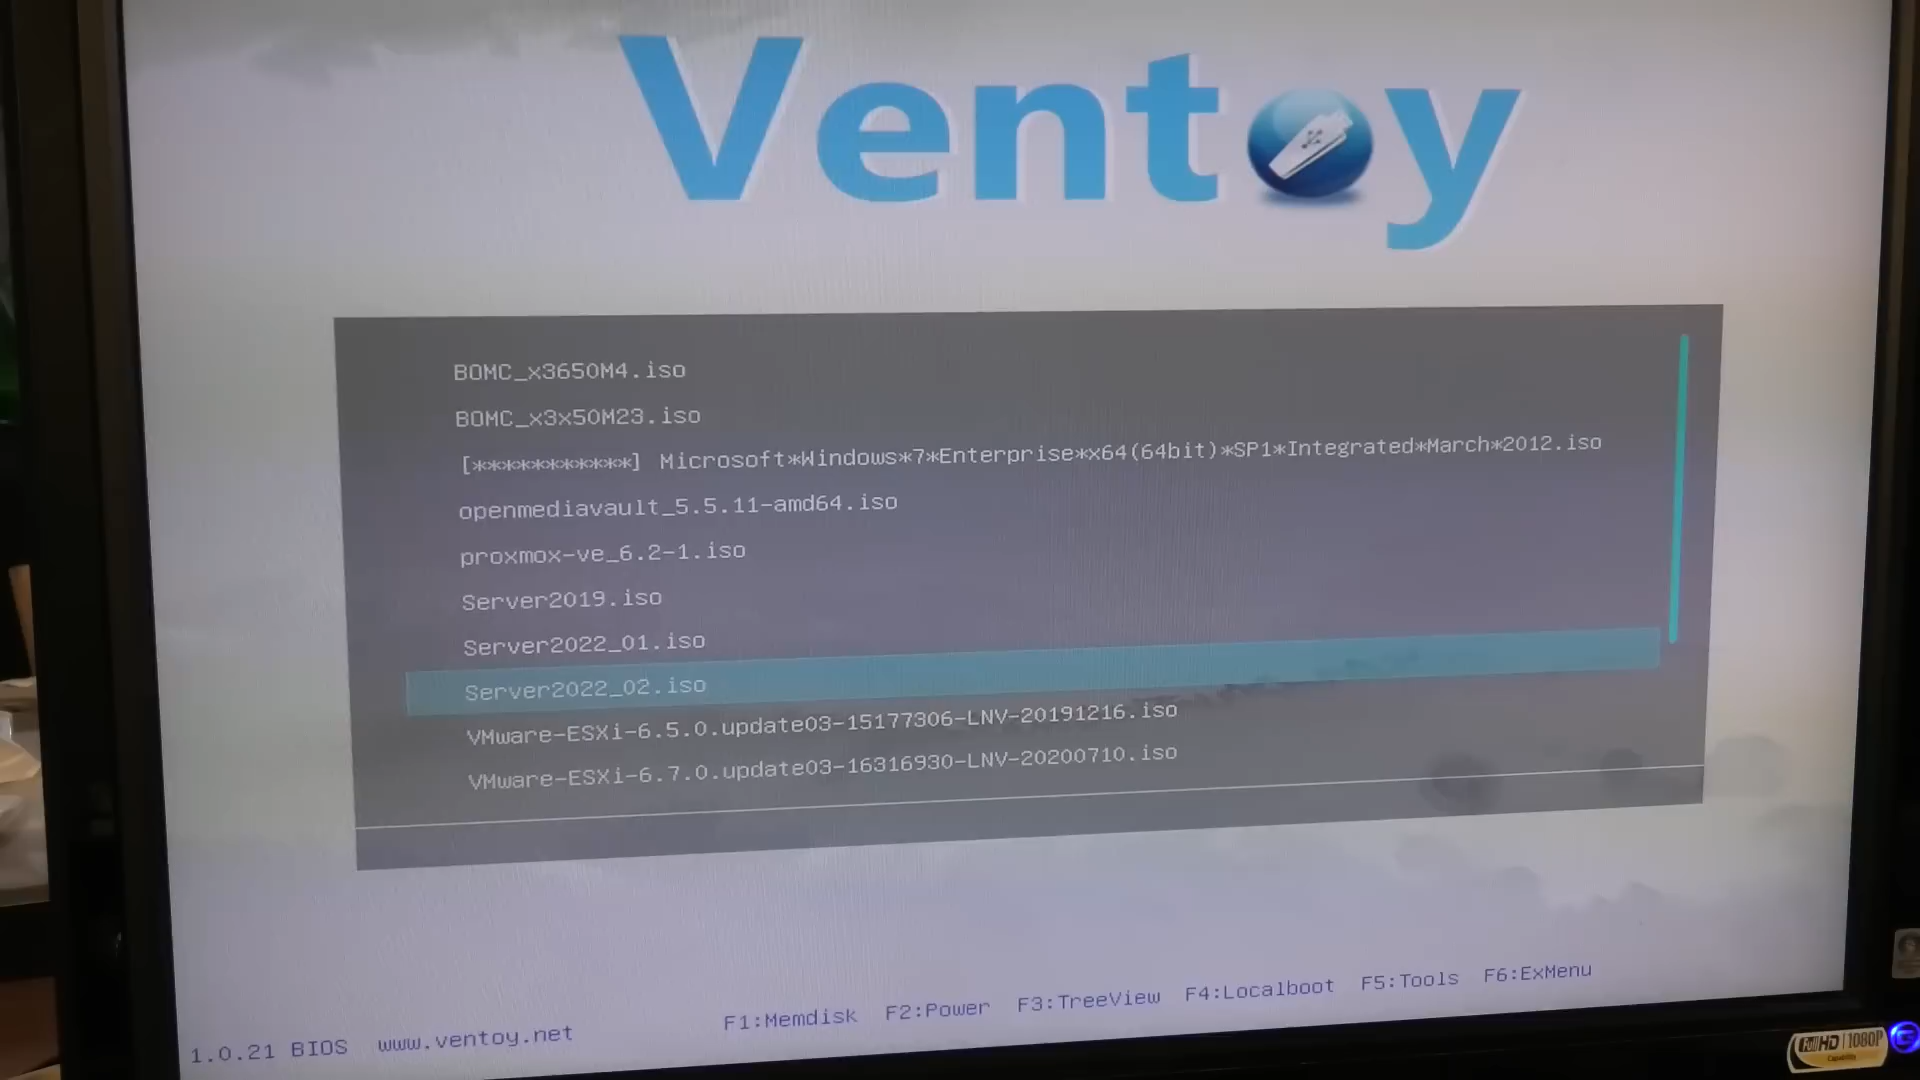 Ventoy
BOMC_x3650M4.iso
BOMC_x3x50M23.iso
[***********] Microsoft*Windows*7*Enterprise*x64(64bit)*SP1*Integrated*March*2012.iso
openmediavault_5.5.11-amd64.iso
proxmox-ve_6.2-1.iso
Server2019.iso
Server2022_01.iso
Server2022_02.iso
VMware-ESXi-6.5.0.update03-15177306-LNV-20191216.iso
VMware-ESXi-6.7.0.update03-16316930-LNV-20200710.iso
1.0.21 BIOS www.ventoy.net F1:Memdisk F2:Power F3:TreeView F4:Localboot F5:Tools F6:ExMenu
Full HD 1080P